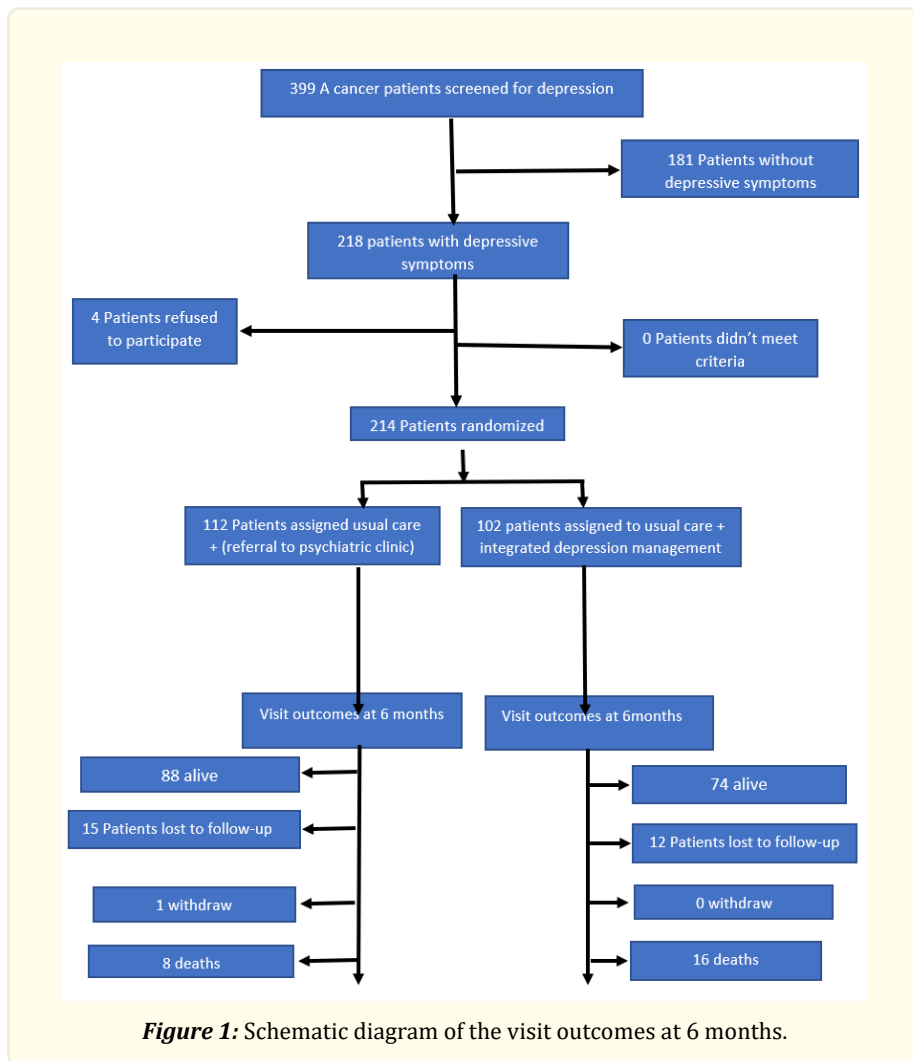 399 A cancer patients screened for depression
181 Patients without
depressive symptoms
218 patients with depressive
symptoms
4 Patients refused
to participate
0 Patients didn't meet
criteria
214 Patients randomized
112 Patients assigned usual care
+ (referral to psychiatric clinic)
102 patients assigned to usual care +
integrated depression management
Visit outcomes at 6 months
Visit outcomes at 6months
88 alive
74 alive
15 Patients lost to follow-up
12 Patients lost to follow-up
1 withdraw
0 withdraw
8 deaths
16 deaths
Figure 1: Schematic diagram of the visit outcomes at 6 months.